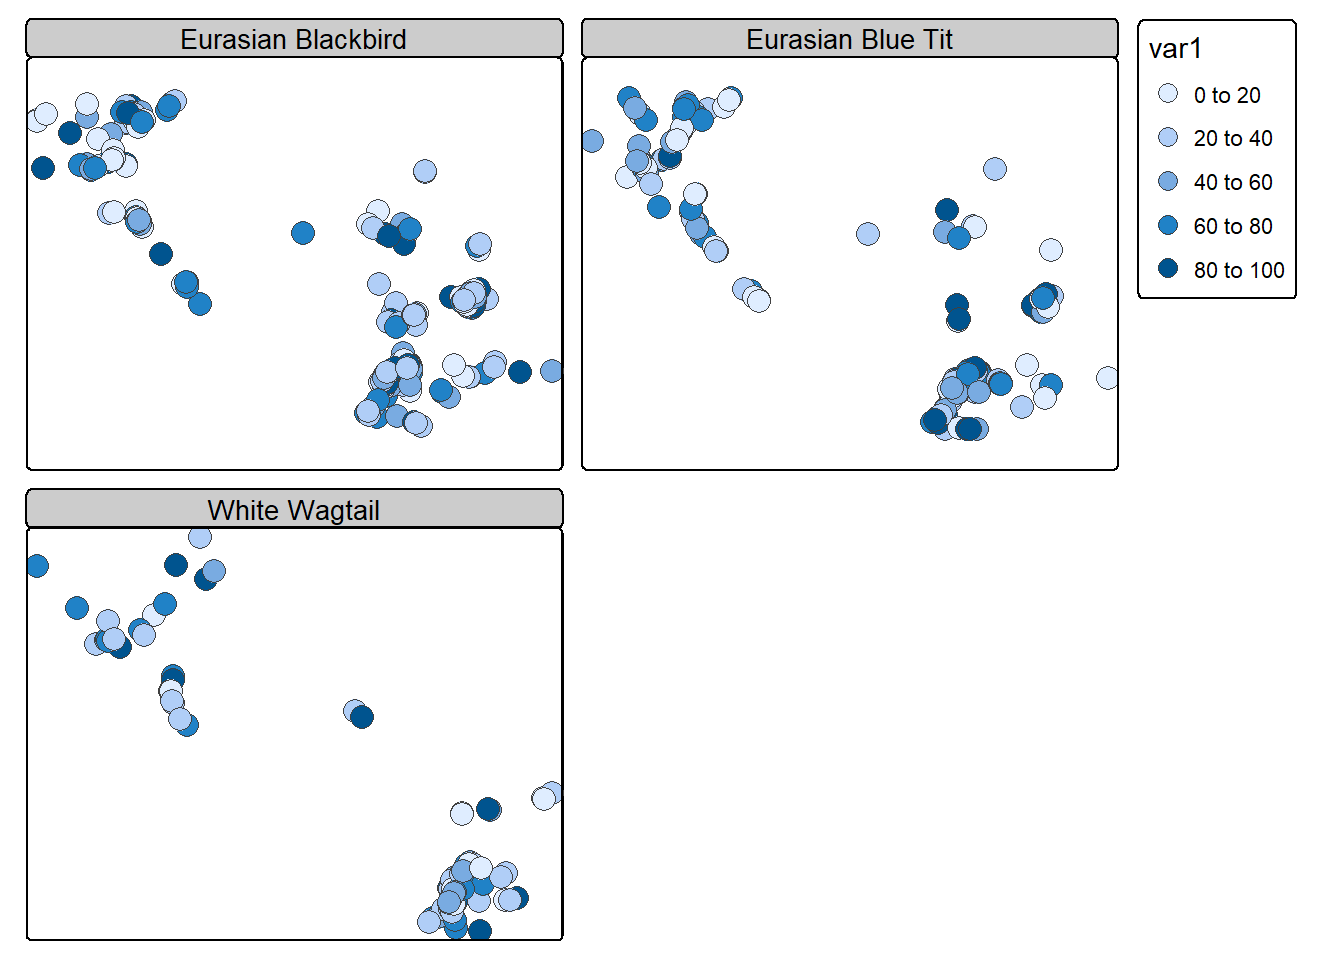 Eurasian Blackbird
Eurasian Blue Tit
var1
0 to 20
20 to 40
40 to 60
60 to 80
80 to 100
White Wagtail